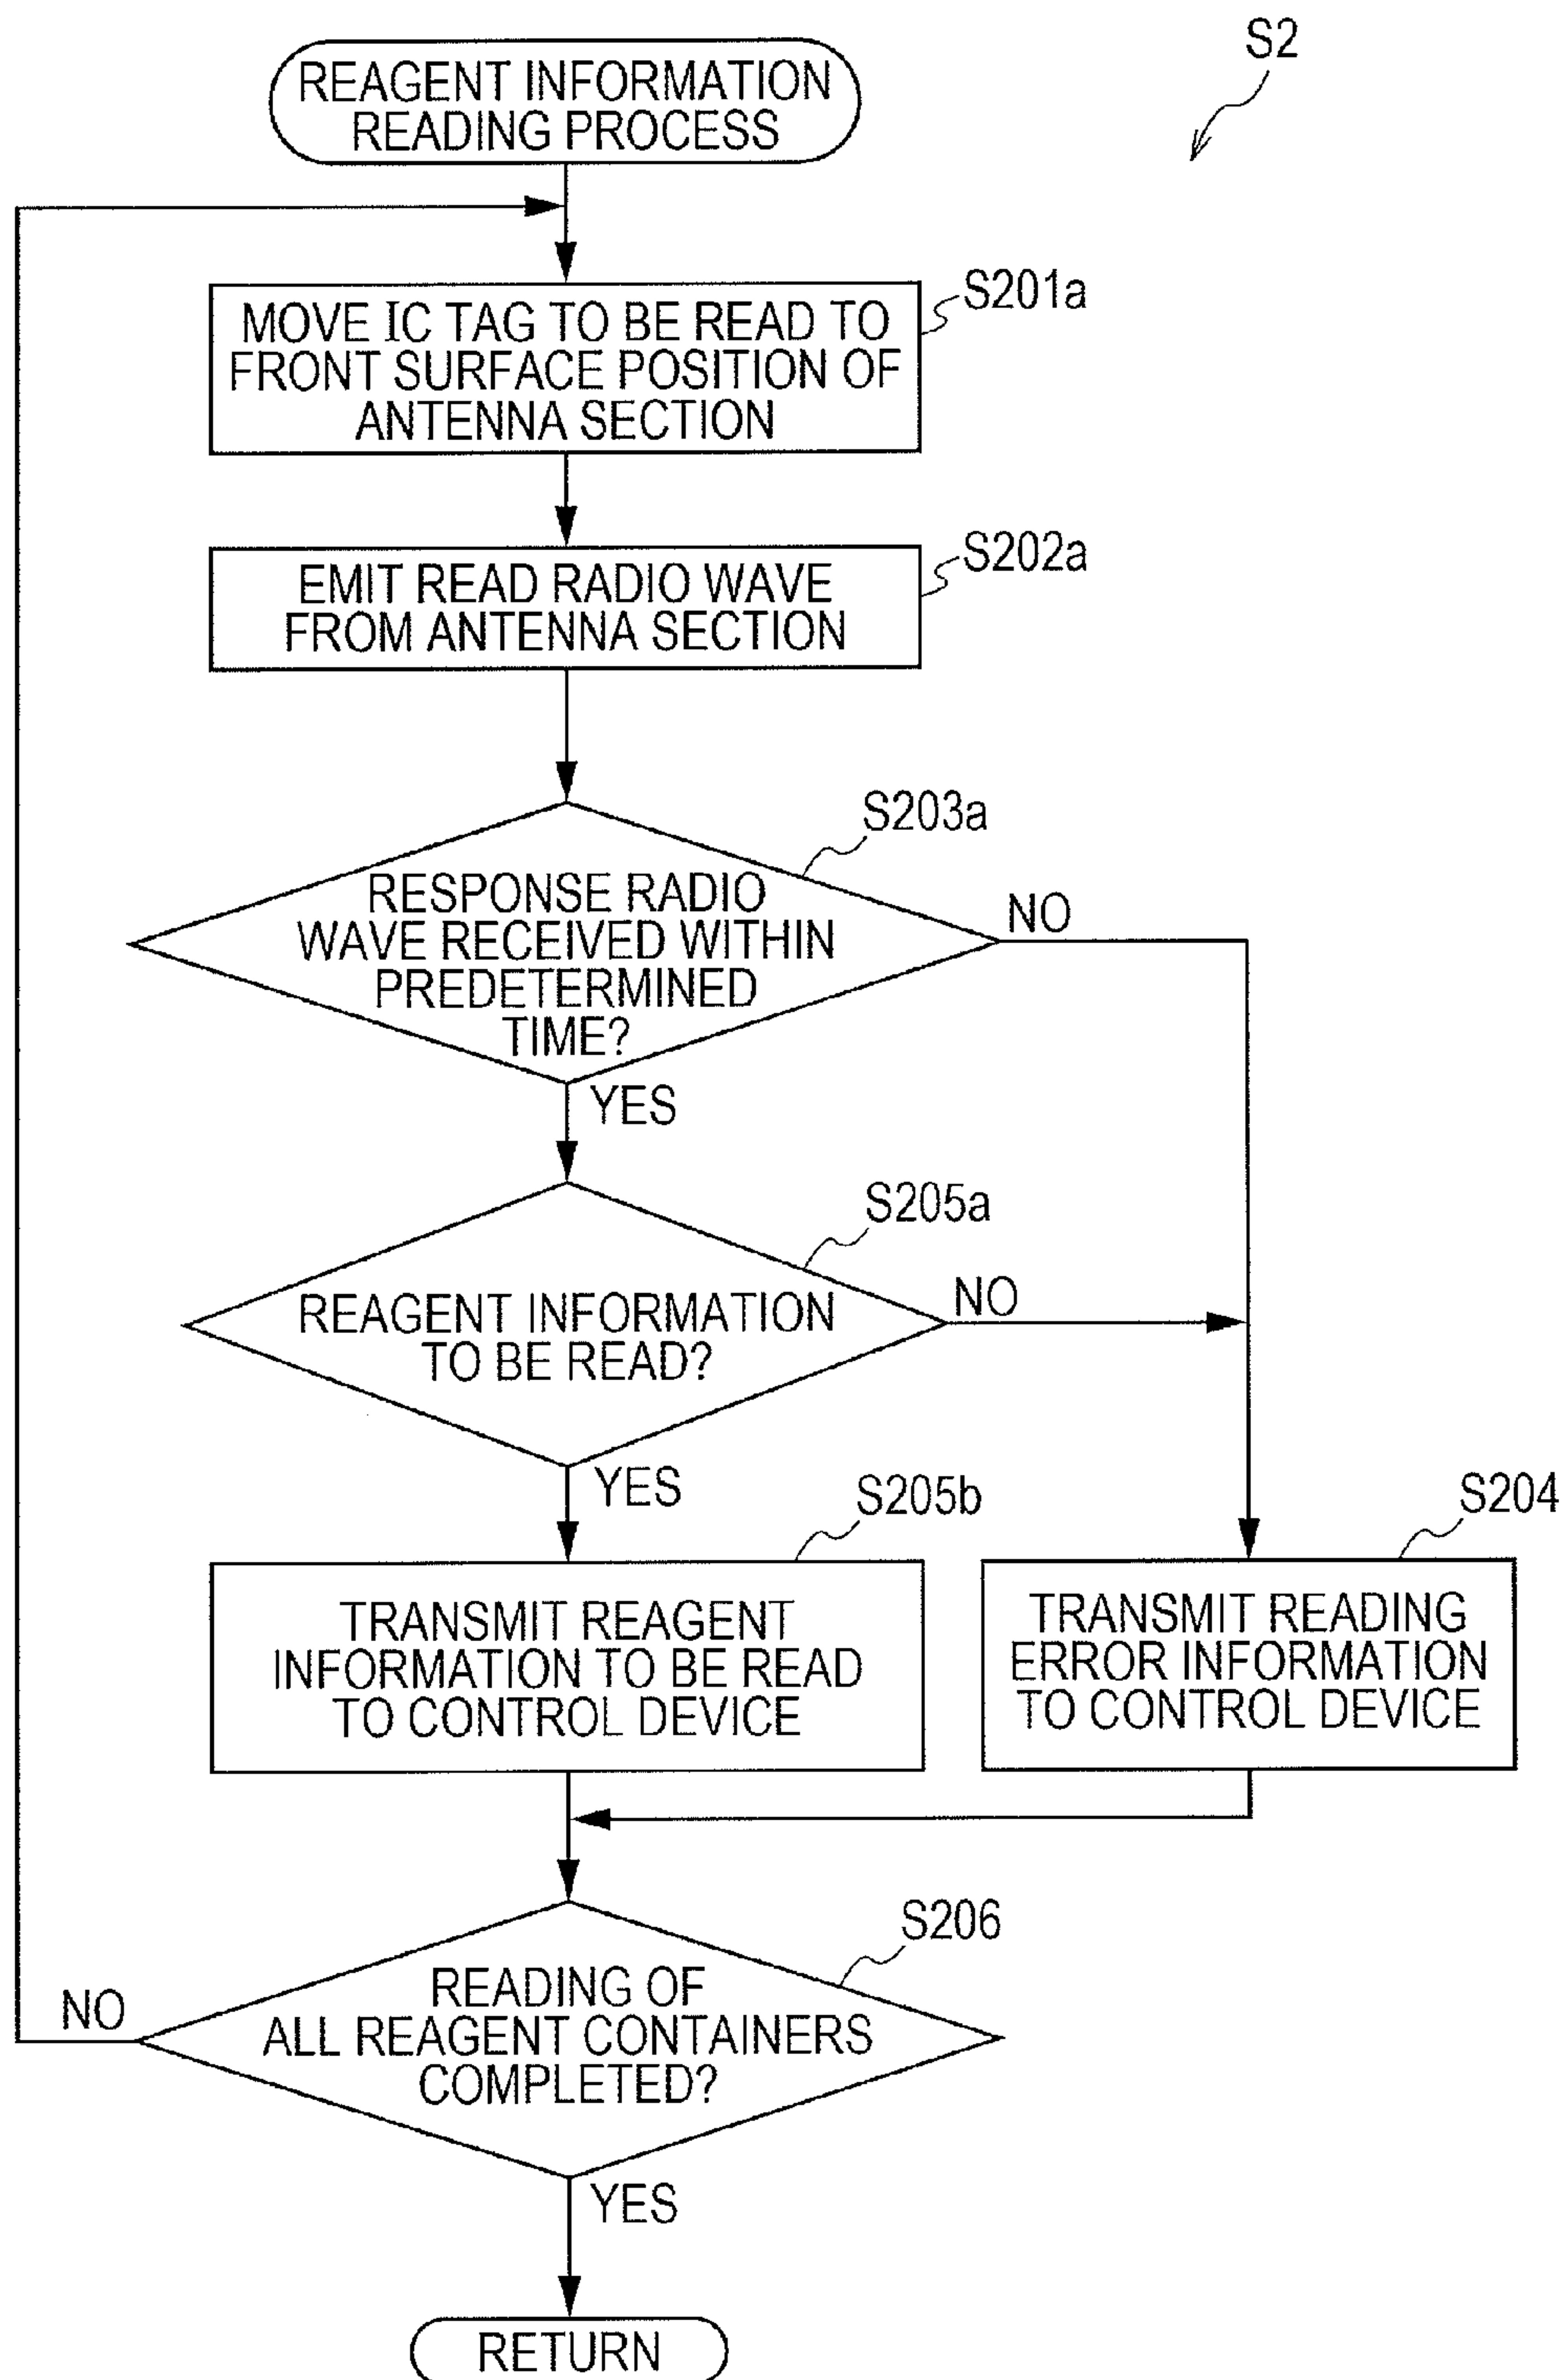 S2
REAGENT INFORMATION
READING PROCESS
S201a
MOVE IC TAG TO BE READ TO
FRONT SURFACE POSITION OF
ANTENNA SECTION
S202a
EMIT READ RADIO WAVE
FROM ANTENNA SECTION
S203a
RESPONSE RADIO
WAVE RECEIVED WITHIN
PREDETERMINED
TIME?
NO
YES
S205a
REAGENT INFORMATION
TO BE READ?
NO
YES
S205b
TRANSMIT REAGENT
INFORMATION TO BE READ
TO CONTROL DEVICE
S204
TRANSMIT READING
ERROR INFORMATION
TO CONTROL DEVICE
S206
READING OF
ALL REAGENT CONTAINERS
COMPLETED?
NO
YES
RETURN